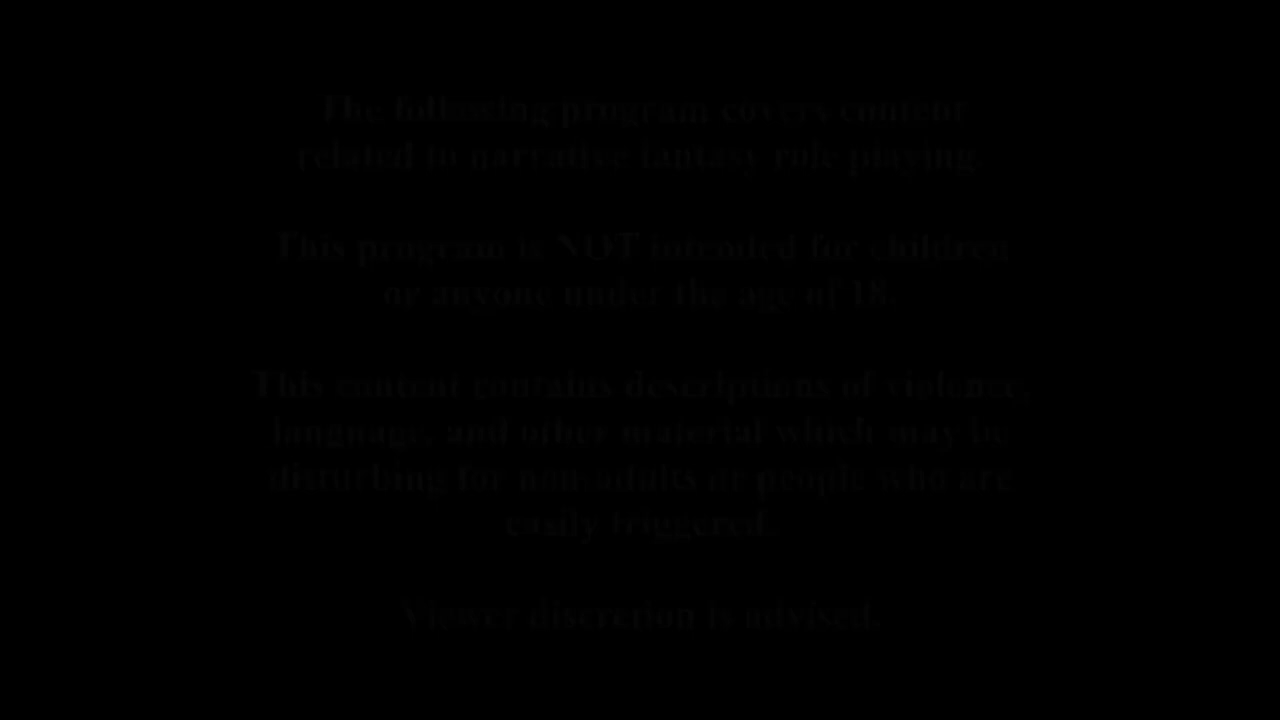 The following program covers content
related to narrative fantasy role playing.
This program is NOT intended for children
or anyone under the age of 18.
This content contains descriptions of violence,
language, and other material which may be
disturbing for non-adults or people who are
easily triggered.
Viewer discretion is advised.